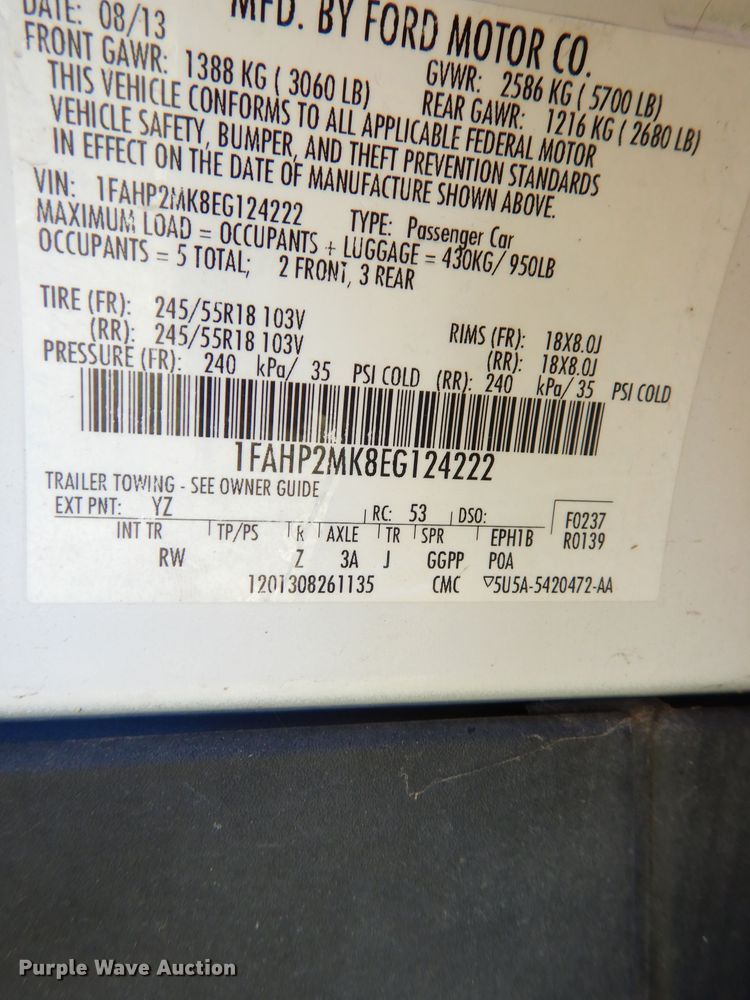 DATE: 08/13 MFD. BY FORD MOTOR CO.
FRONT GAWR: 1388 KG ( 3060 LB) GVWR: 2586 KG ( 5700 LB)
REAR GAWR: 1216 KG ( 2680 LB)
THIS VEHICLE CONFORMS TO ALL APPLICABLE FEDERAL MOTOR
VEHICLE SAFETY, BUMPER, AND THEFT PREVENTION STANDARDS
IN EFFECT ON THE DATE OF MANUFACTURE SHOWN ABOVE.
VIN: 1FAHP2MK8EG124222 TYPE: Passenger Car
MAXIMUM LOAD = OCCUPANTS + LUGGAGE = 430KG/ 950LB
OCCUPANTS = 5 TOTAL; 2 FRONT, 3 REAR
TIRE (FR): 245/55R18 103V RIMS (FR): 18X8.0J
(RR): 245/55R18 103V (RR): 18X8.0J
PRESSURE (FR): 240 kPa/ 35 PSI COLD (RR): 240 kPa/ 35 PSI COLD
1FAHP2MK8EG124222
TRAILER TOWING - SEE OWNER GUIDE
EXT PNT: YZ RC: 53 DSO: F0237
INT TR TP/PS R AXLE TR SPR EPH1B R0139
RW Z 3A J GGPP POA
1201308261135 CMC ▽5U5A-5420472-AA
Purple Wave Auction